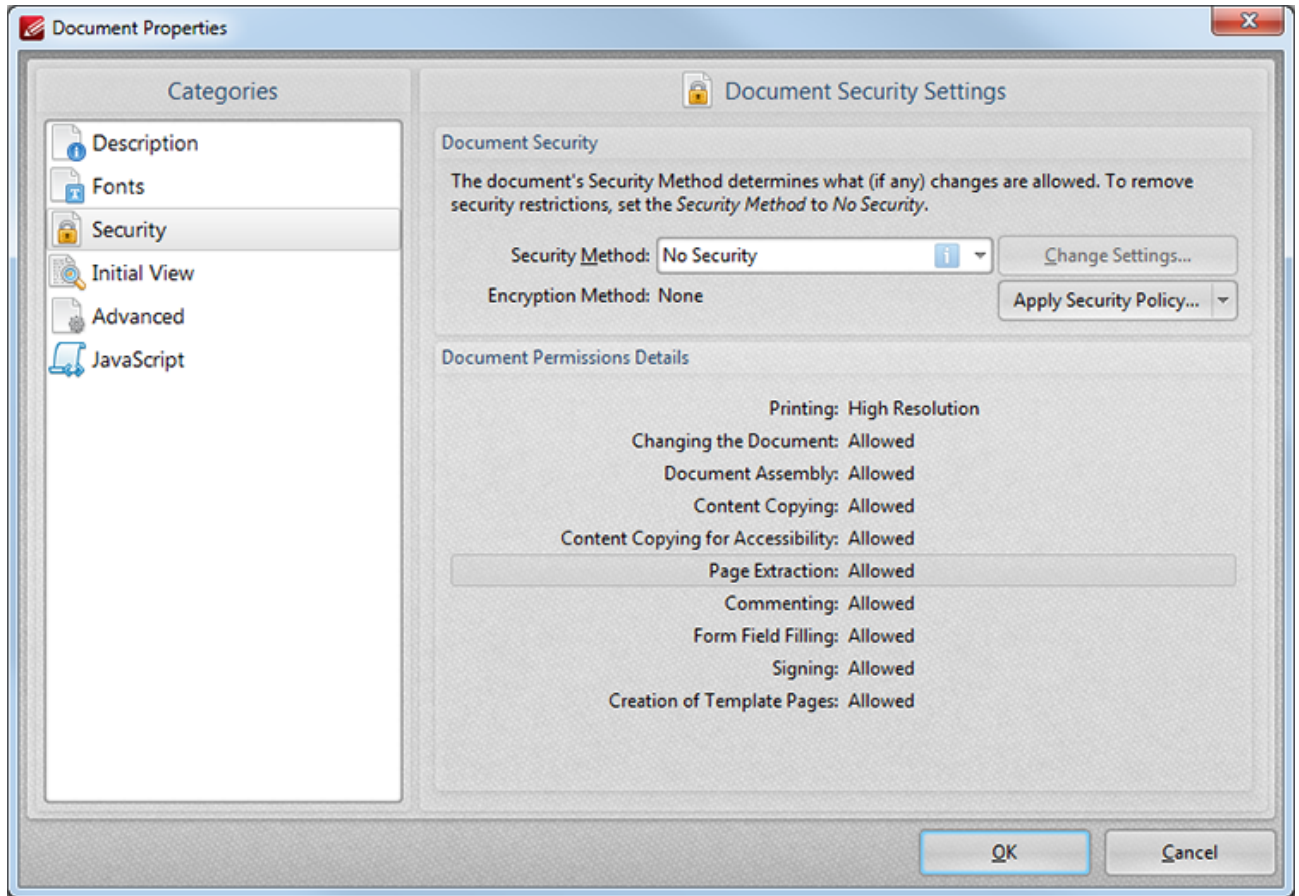 Document Properties
Categories
Description
Fonts
Security
Initial View
Advanced
JavaScript
Document Security Settings
Document Security
The document's Security Method determines what (if any) changes are allowed. To remove
security restrictions, set the Security Method to No Security.
Security Method: No Security Change Settings...
Encryption Method: None Apply Security Policy...
Document Permissions Details
Printing: High Resolution
Changing the Document: Allowed
Document Assembly: Allowed
Content Copying: Allowed
Content Copying for Accessibility: Allowed
Page Extraction: Allowed
Commenting: Allowed
Form Field Filling: Allowed
Signing: Allowed
Creation of Template Pages: Allowed
OK Cancel